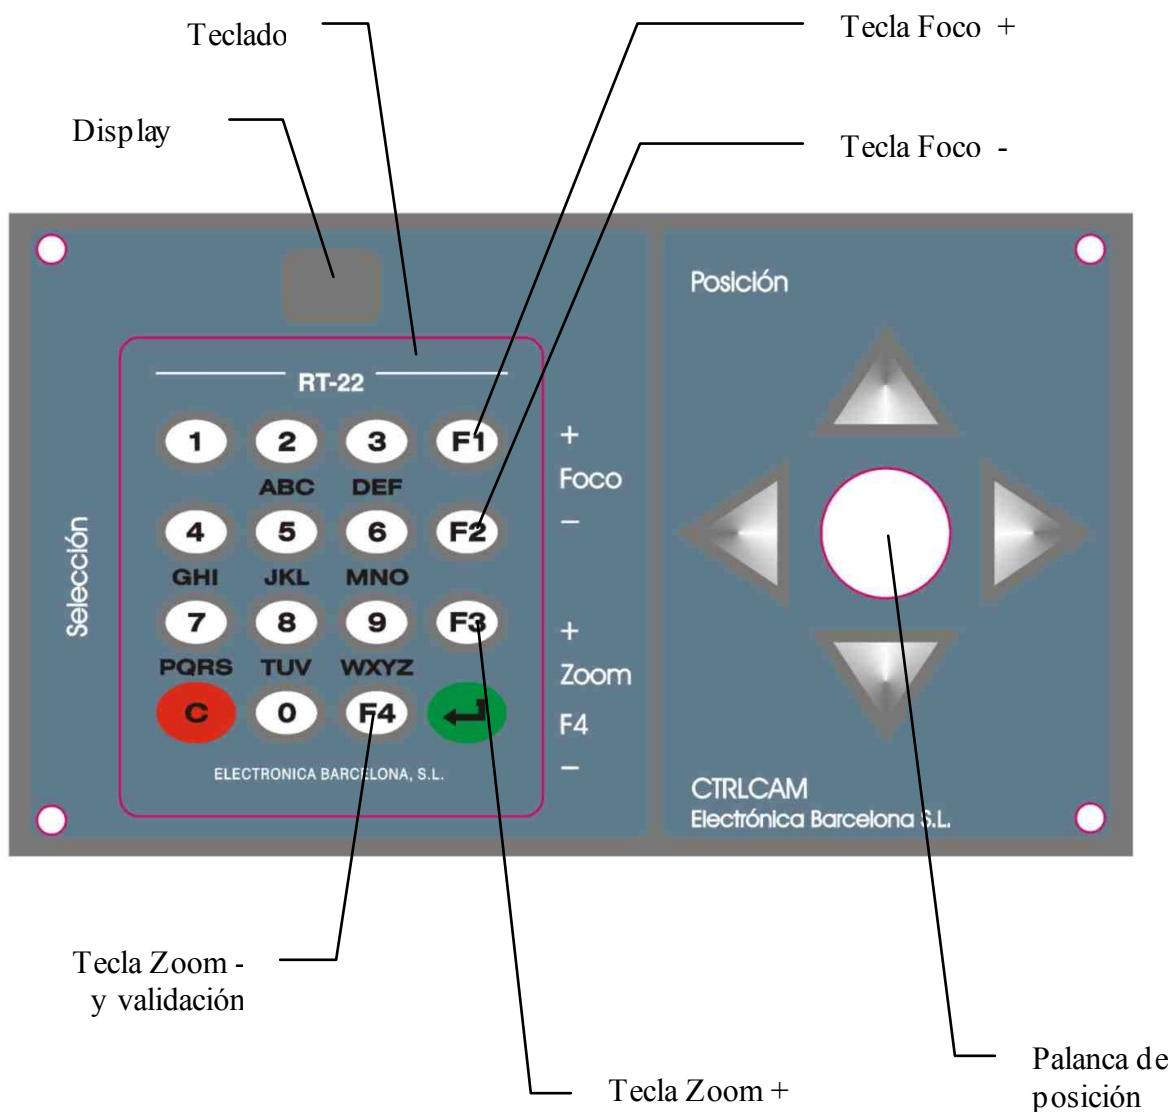 Teclado
Tecla Foco +
Display
Tecla Foco -
Posición
RT-22
1 2 3 F1
+
ABC DEF
Foco
4 5 6 F2
−
GHI JKL MNO
Selección
7 8 9 F3
+
PQRS TUV WXYZ
Zoom
C 0 F4
F4
ELECTRONICA BARCELONA, S.L.
−
CTRLCAM
Electrónica Barcelona S.L.
Tecla Zoom -
y validación
Tecla Zoom +
Palanca de
posición